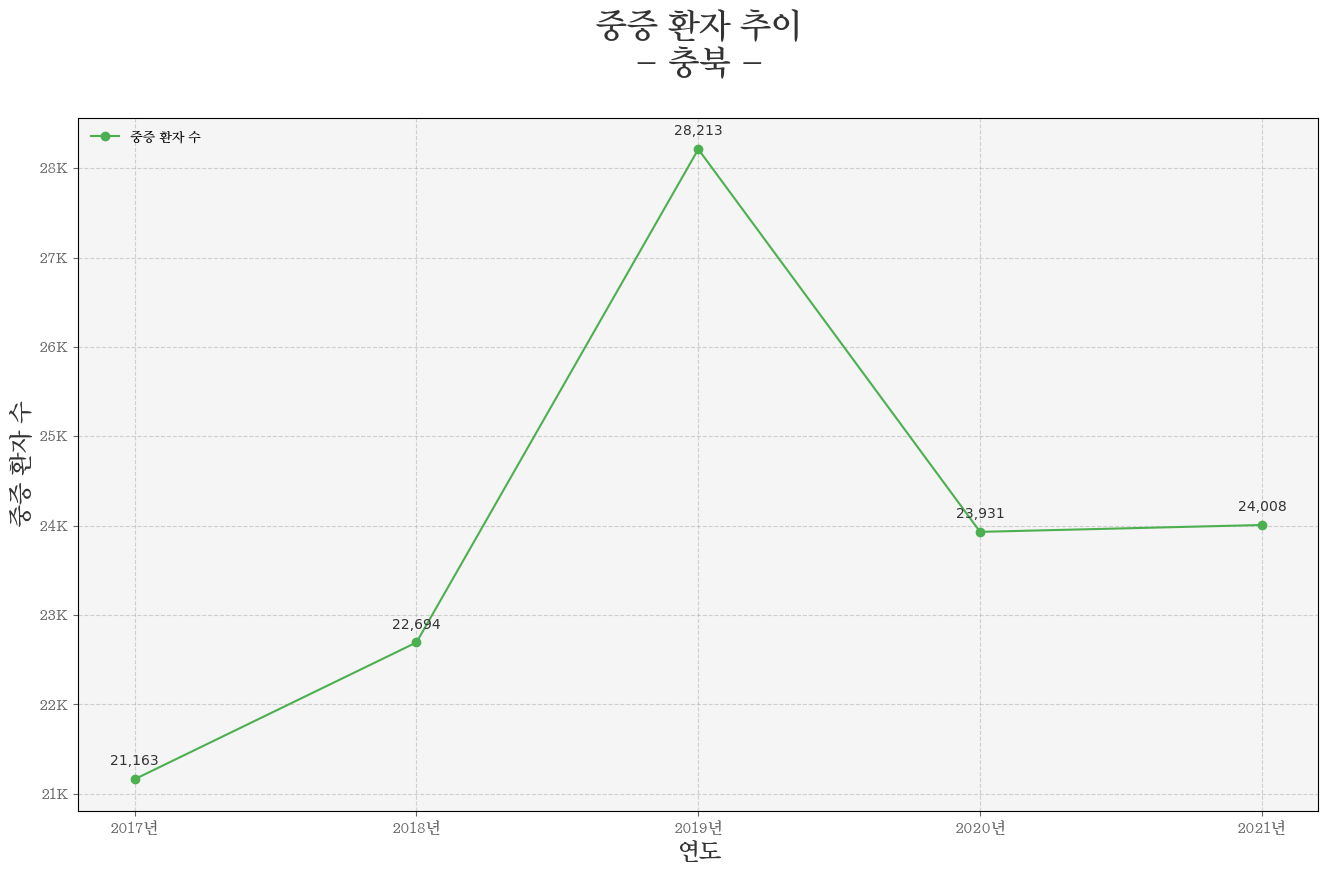 중증 환자 추이
- 충북 -
중증 환자 수
28,213
28K
27K
26K
25K
24K
23K
22K
21K
중증 환자 수
23,931
24,008
22,694
21,163
2017년
2018년
2019년
2020년
2021년
연도